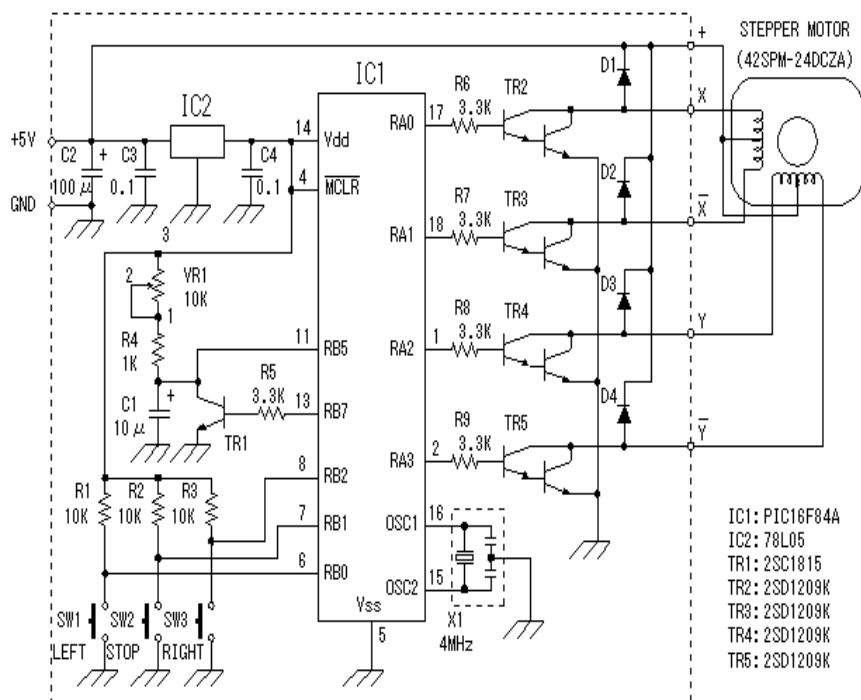 STEPPER MOTOR
(42SPM-24DCZA)
+
IC1
D1
R6
3.3K
TR2
X
RA0
17
IC2
+5V
14
Vdd
C2
+
100μ
C3
0.1
C4
0.1
4
MCLR
GND
D2
R7
3.3K
TR3
X̅
RA1
18
3
2
VR1
10K
1
D3
R8
3.3K
TR4
Y
RA2
1
R4
1K
11
RB5
R5
3.3K
13
RB7
C1
+
10μ
TR1
D4
R9
3.3K
TR5
Y̅
RA3
2
8
RB2
R1
10K
R2
10K
R3
10K
7
RB1
6
RB0
OSC1
16
OSC2
15
X1
4MHz
Vss
5
SW1
SW2
SW3
LEFT
STOP
RIGHT
IC1:PIC16F84A
IC2:78L05
TR1:2SC1815
TR2:2SD1209K
TR3:2SD1209K
TR4:2SD1209K
TR5:2SD1209K